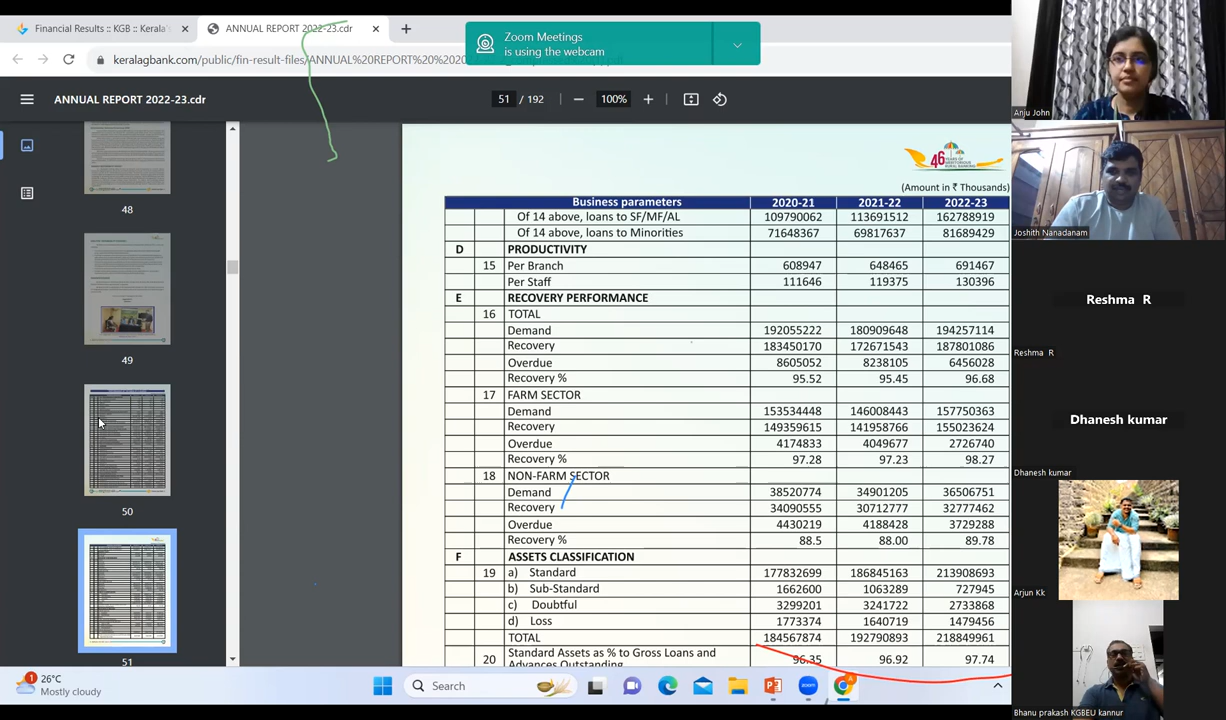 Financial Results :: KGB :: Kerala's
ANNUAL REPORT 2022-23.cdr
Zoom Meetings
is using the webcam
keralagbank.com/public/fin-result-files/ANNUAL%20REPORT%20%20
ANNUAL REPORT 2022-23.cdr
51 / 192
100%
46 YEARS OF
MERITORIOUS
RURAL BANKING
(Amount in ₹ Thousands)
Business parameters 2020-21 2021-22 2022-23
Of 14 above, loans to SF/MF/AL 109790062 113691512 162788919
Of 14 above, loans to Minorities 71648367 69817637 81689429
D PRODUCTIVITY
15 Per Branch 608947 648465 691467
Per Staff 111646 119375 130396
E RECOVERY PERFORMANCE
16 TOTAL
Demand 192055222 180909648 194257114
Recovery 183450170 172671543 187801086
Overdue 8605052 8238105 6456028
Recovery % 95.52 95.45 96.68
17 FARM SECTOR
Demand 153534448 146008443 157750363
Recovery 149359615 141958766 155023624
Overdue 4174833 4049677 2726740
Recovery % 97.28 97.23 98.27
18 NON-FARM SECTOR
Demand 38520774 34901205 36506751
Recovery 34090555 30712777 32777462
Overdue 4430219 4188428 3729288
Recovery % 88.5 88.00 89.78
F ASSETS CLASSIFICATION
19 a) Standard 177832699 186845163 213908693
b) Sub-Standard 1662600 1063289 727945
c) Doubtful 3299201 3241722 2733868
d) Loss 1773374 1640719 1479456
TOTAL 184567874 192790893 218849961
20 Standard Assets as % to Gross Loans and
Advances Outstanding 96.35 96.92 97.74
48
49
50
51
Anju John
Joshith Nanadanam
Reshma R
Reshma R
Dhanesh kumar
Dhanesh kumar
Arjun Kk
Bhanu prakash KGBEU kannur
1
26°C
Mostly cloudy
Search
zoom
A